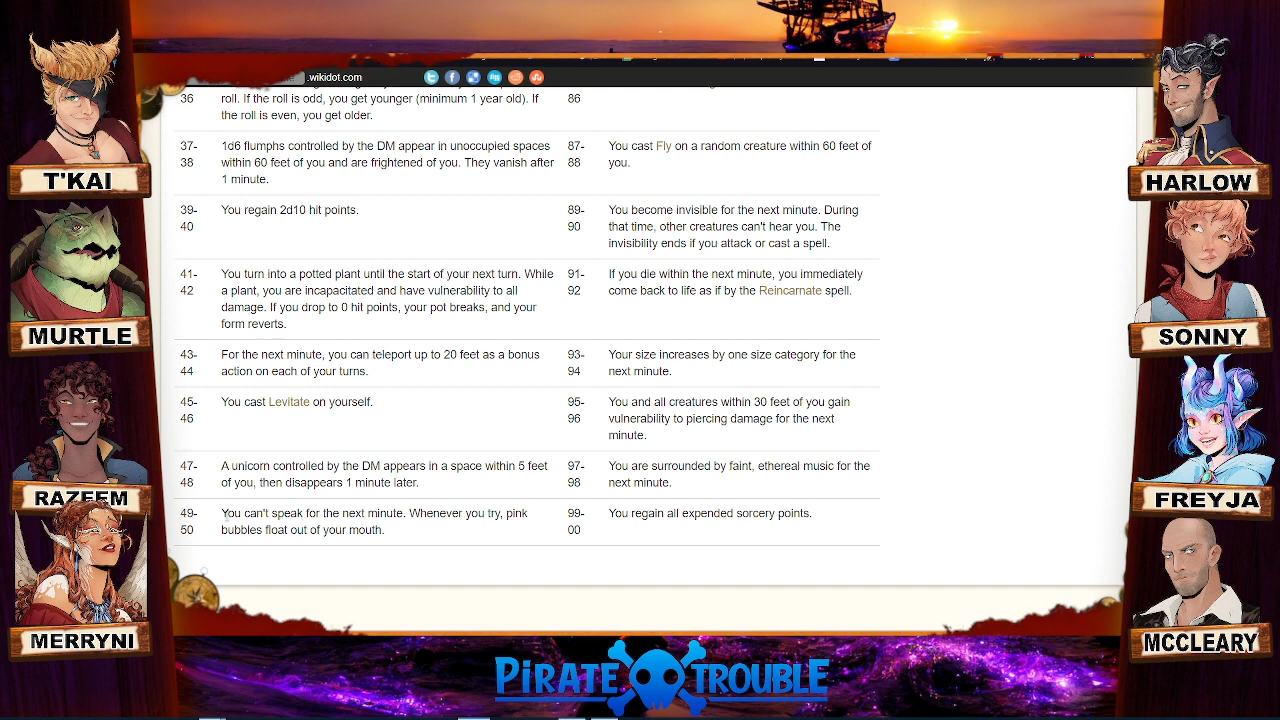 .wikidot.com
36
roll. If the roll is odd, you get younger (minimum 1 year old). If
the roll is even, you get older.
86
37-
38
1d6 flumphs controlled by the DM appear in unoccupied spaces
within 60 feet of you and are frightened of you. They vanish after
1 minute.
87-
88
You cast Fly on a random creature within 60 feet of
you.
39-
40
You regain 2d10 hit points.
89-
90
You become invisible for the next minute. During
that time, other creatures can't hear you. The
invisibility ends if you attack or cast a spell.
41-
42
You turn into a potted plant until the start of your next turn. While
a plant, you are incapacitated and have vulnerability to all
damage. If you drop to 0 hit points, your pot breaks, and your
form reverts.
91-
92
If you die within the next minute, you immediately
come back to life as if by the Reincarnate spell.
43-
44
For the next minute, you can teleport up to 20 feet as a bonus
action on each of your turns.
93-
94
Your size increases by one size category for the
next minute.
45-
46
You cast Levitate on yourself.
95-
96
You and all creatures within 30 feet of you gain
vulnerability to piercing damage for the next
minute.
47-
48
A unicorn controlled by the DM appears in a space within 5 feet
of you, then disappears 1 minute later.
97-
98
You are surrounded by faint, ethereal music for the
next minute.
49-
50
You can't speak for the next minute. Whenever you try, pink
bubbles float out of your mouth.
99-
00
You regain all expended sorcery points.
T'KAI
MURTLE
RAZEEM
MERRYNI
HARLOW
SONNY
FREYJA
MCCLEARY
PIRATE TROUBLE